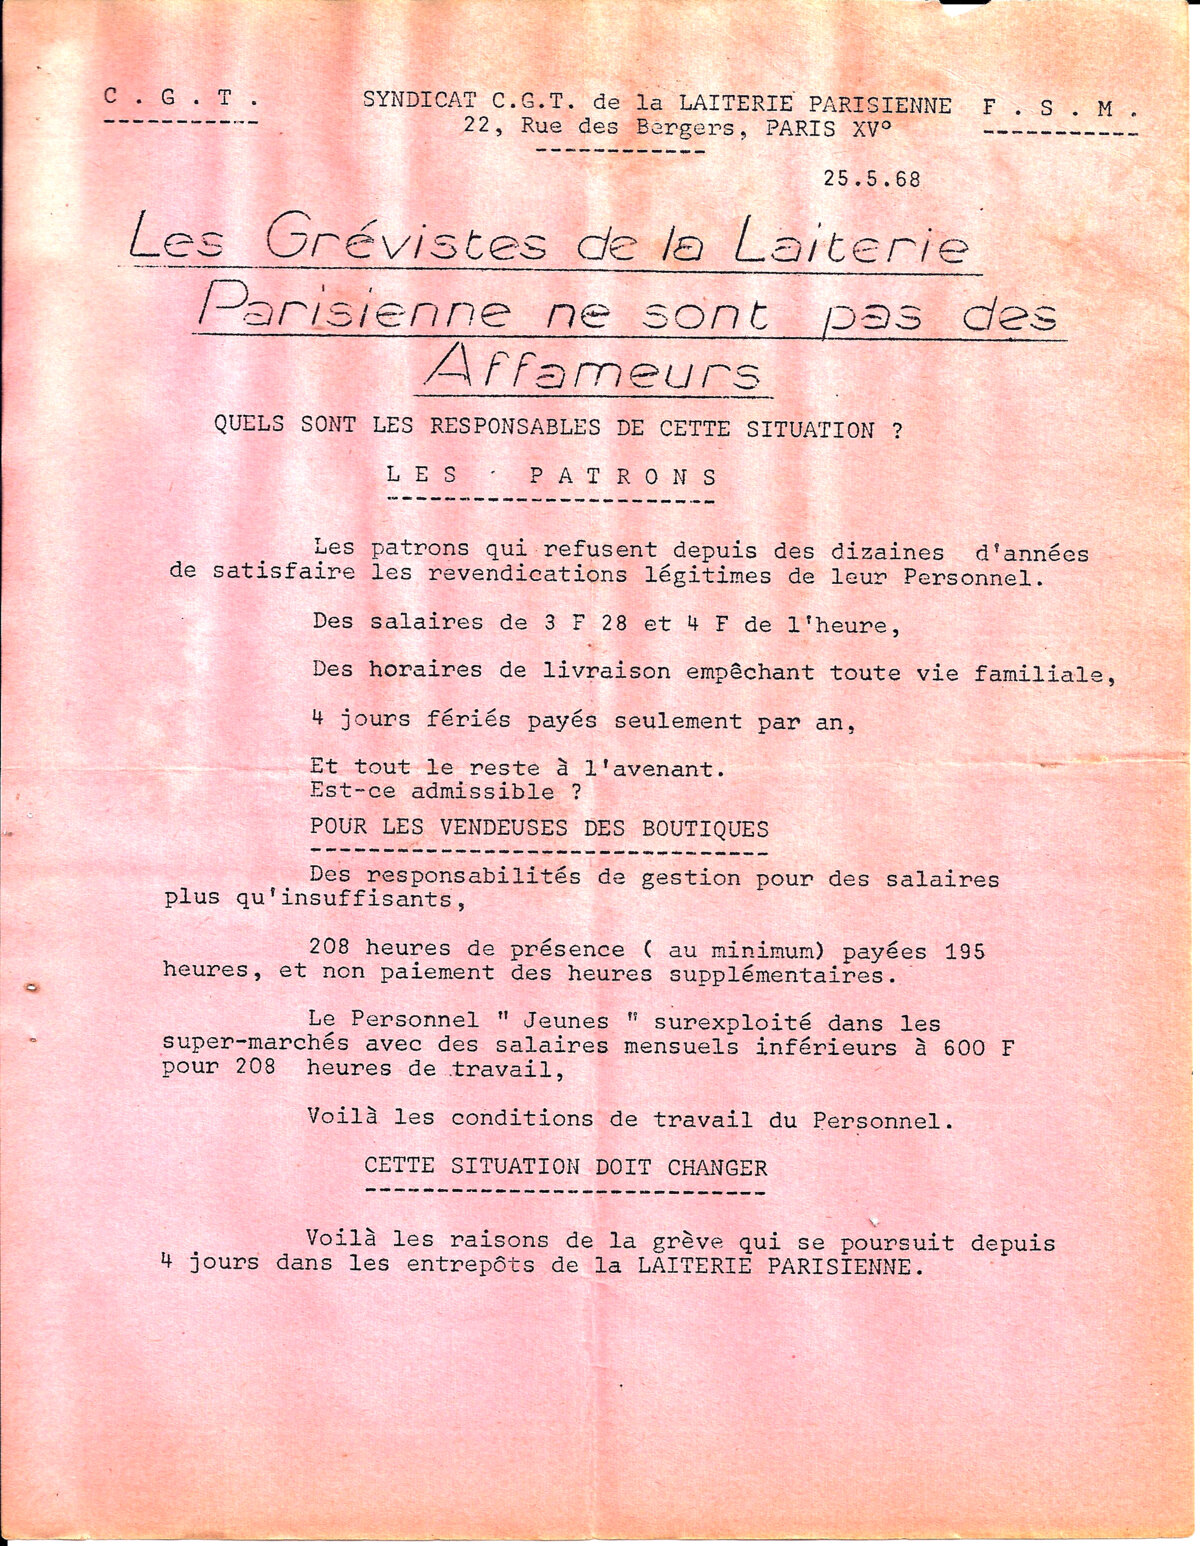 C . G . T . SYNDICAT C.G.T. de la LAITERIE PARISIENNE F . S . M .
22, Rue des Bergers, PARIS XV°
25.5.68
Les Grévistes de la Laiterie
Parisienne ne sont pas des
Affameurs
QUELS SONT LES RESPONSABLES DE CETTE SITUATION ?
L E S P A T R O N S
Les patrons qui refusent depuis des dizaines d'années
de satisfaire les revendications légitimes de leur Personnel.
Des salaires de 3 F 28 et 4 F de l'heure,
Des horaires de livraison empêchant toute vie familiale,
4 jours fériés payés seulement par an,
Et tout le reste à l'avenant.
Est-ce admissible ?
POUR LES VENDEUSES DES BOUTIQUES
Des responsabilités de gestion pour des salaires
plus qu'insuffisants,
208 heures de présence ( au minimum) payées 195
heures, et non paiement des heures supplémentaires.
Le Personnel " Jeunes " surexploité dans les
super-marchés avec des salaires mensuels inférieurs à 600 F
pour 208 heures de travail,
Voilà les conditions de travail du Personnel.
CETTE SITUATION DOIT CHANGER
Voilà les raisons de la grève qui se poursuit depuis
4 jours dans les entrepôts de la LAITERIE PARISIENNE.